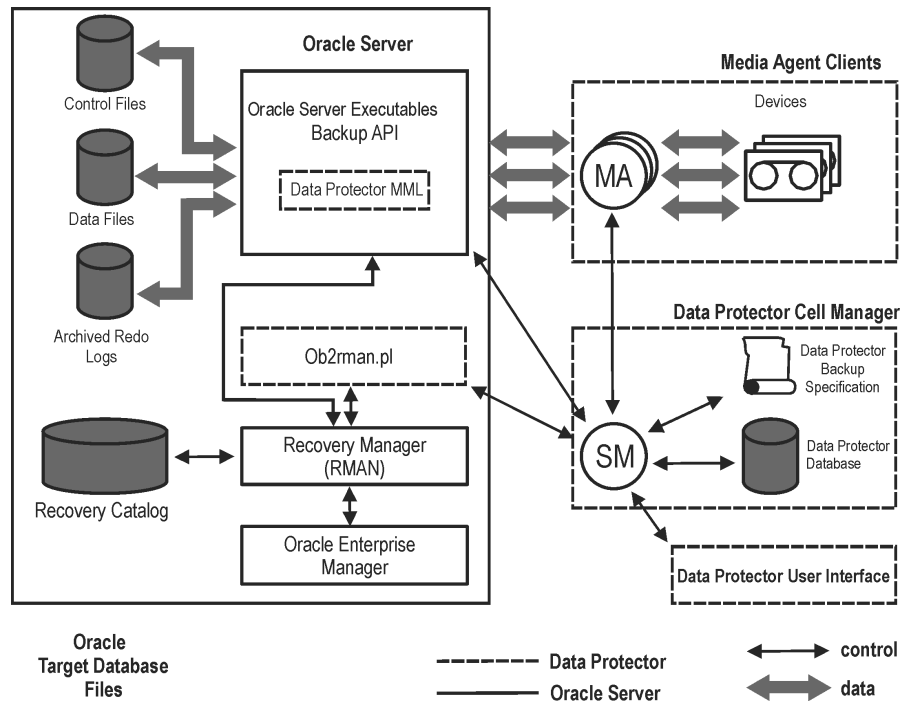 Oracle Server
Control Files
Data Files
Archived Redo
Logs
Oracle Server Executables
Backup API
Data Protector MML
Ob2rman.pl
Recovery Manager
(RMAN)
Recovery Catalog
Oracle Enterprise
Manager
Media Agent Clients
Devices
MA
Data Protector Cell Manager
Data Protector
Backup
Specification
SM
Data Protector
Database
Data Protector User Interface
Oracle
Target Database
Files
Data Protector
Oracle Server
control
data